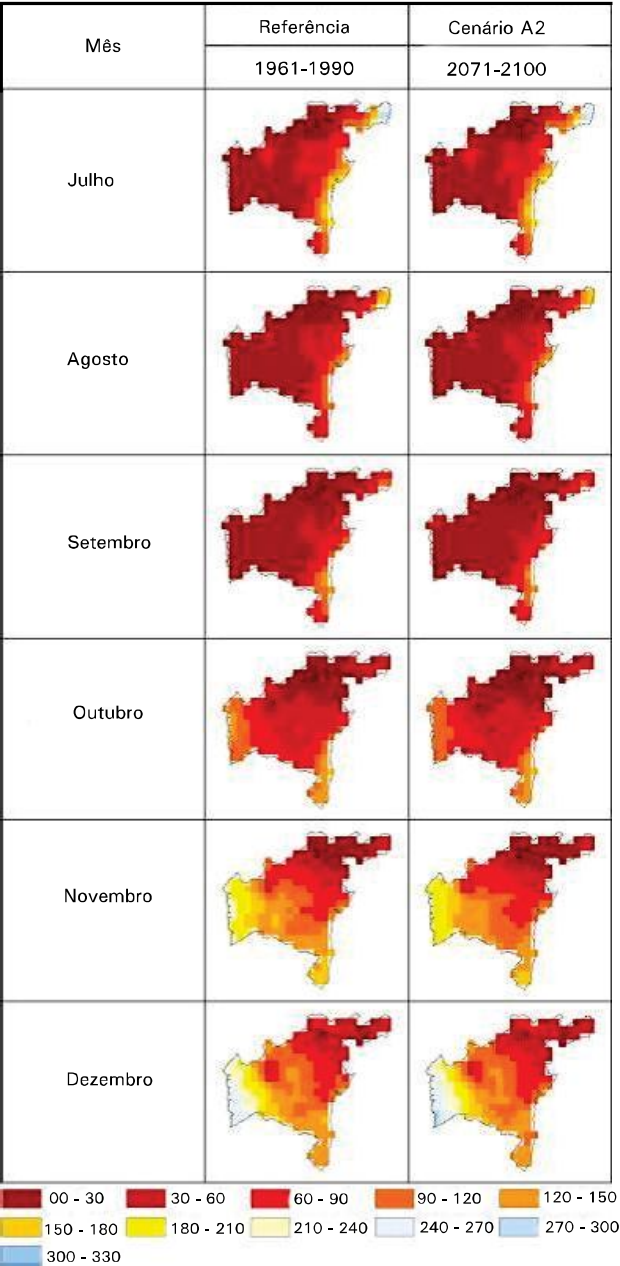 Mês
Referência
Cenário A2
1961-1990
2071-2100
Julho
Agosto
Setembro
Outubro
Novembro
Dezembro
00 - 30
30 - 60
60 - 90
90 - 120
120 - 150
150 - 180
180 - 210
210 - 240
240 - 270
270 - 300
300 - 330